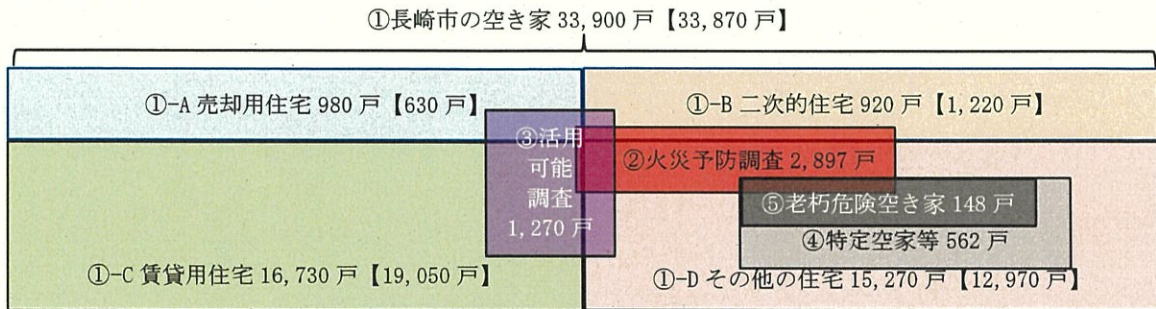 ①長崎市の空き家 33,900 戸【33,870 戸】
①-A 売却用住宅 980 戸【630 戸】
①-B 二次的住宅 920 戸【1,220 戸】
③活用
可能
調査
1,270 戸
②火災予防調査 2,897 戸
⑤老朽危険空き家 148 戸
④特定空家等 562 戸
①-C 賃貸用住宅 16,730 戸【19,050 戸】
①-D その他の住宅 15,270 戸【12,970 戸】